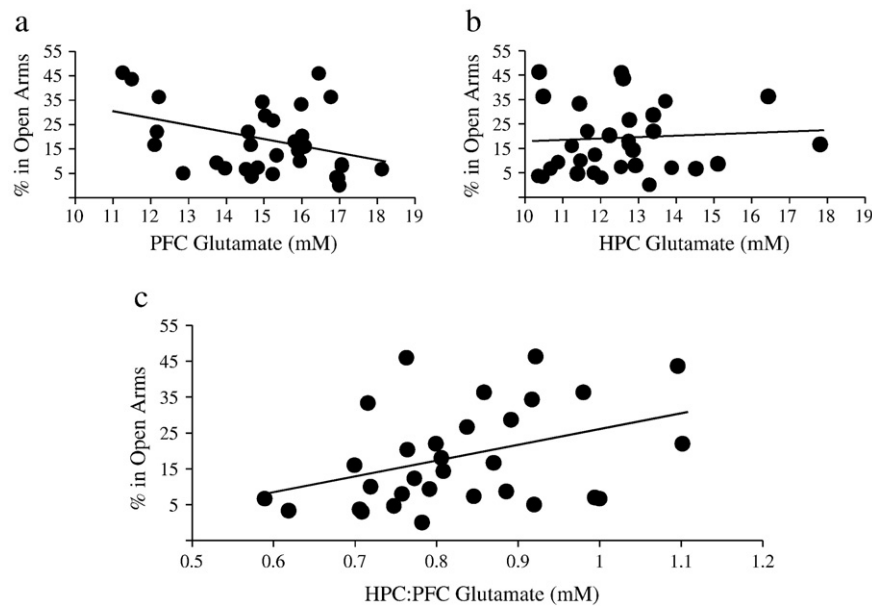 a
% in Open Arms
55
45
35
25
15
5
10 11 12 13 14 15 16 17 18 19
PFC Glutamate (mM)
b
% in Open Arms
55
45
35
25
15
5
10 11 12 13 14 15 16 17 18 19
HPC Glutamate (mM)
c
% in Open Arms
55
45
35
25
15
5
0.5 0.6 0.7 0.8 0.9 1 1.1 1.2
HPC:PFC Glutamate (mM)